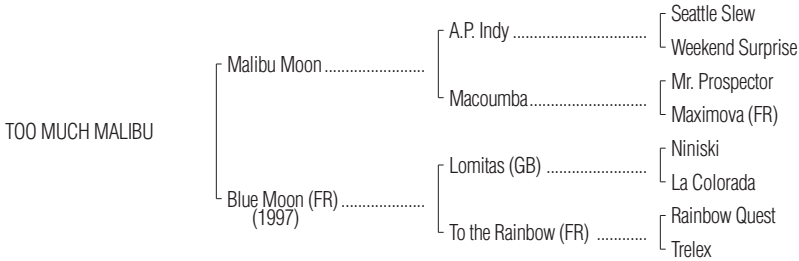 Seattle Slew
A.P. Indy ..............................
Weekend Surprise
Malibu Moon .......................
Mr. Prospector
Macoumba ...........................
Maximova (FR)
TOO MUCH MALIBU
Niniski
Lomitas (GB) .......................
La Colorada
Blue Moon (FR) ...................
(1997)
Rainbow Quest
To the Rainbow (FR) ............
Trelex